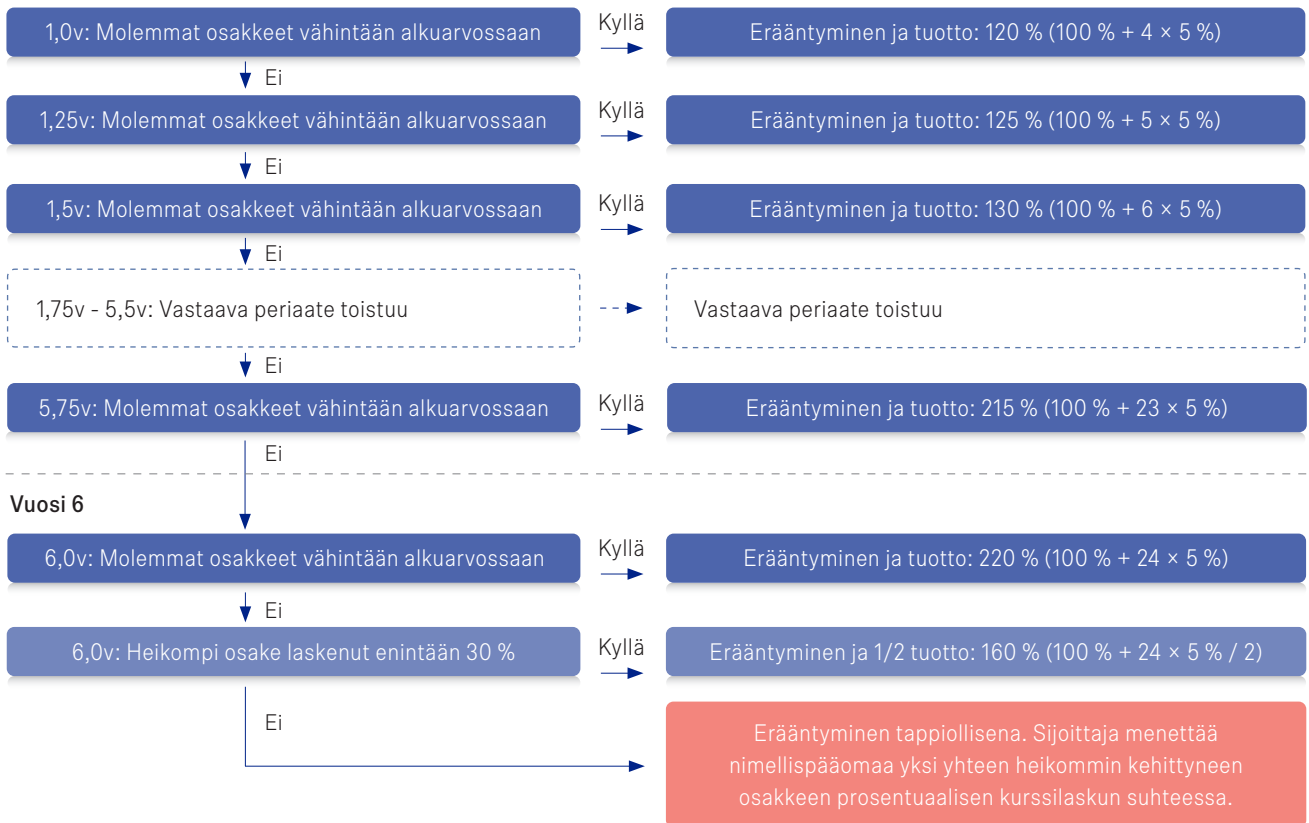 1,0v: Molemmat osakkeet vähintään alkuarvossaan
Kyllä
Erääntyminen ja tuotto: 120 % (100 % + 4 × 5 %)
Ei
1,25v: Molemmat osakkeet vähintään alkuarvossaan
Kyllä
Erääntyminen ja tuotto: 125 % (100 % + 5 × 5 %)
Ei
1,5v: Molemmat osakkeet vähintään alkuarvossaan
Kyllä
Erääntyminen ja tuotto: 130 % (100 % + 6 × 5 %)
Ei
1,75v - 5,5v: Vastaava periaate toistuu
Vastaava periaate toistuu
Ei
5,75v: Molemmat osakkeet vähintään alkuarvossaan
Kyllä
Erääntyminen ja tuotto: 215 % (100 % + 23 × 5 %)
Ei
Vuosi 6
6,0v: Molemmat osakkeet vähintään alkuarvossaan
Kyllä
Erääntyminen ja tuotto: 220 % (100 % + 24 × 5 %)
Ei
6,0v: Heikompi osake laskenut enintään 30 %
Kyllä
Erääntyminen ja 1/2 tuotto: 160 % (100 % + 24 × 5 % / 2)
Ei
Erääntyminen tappiollisena. Sijoittaja menettää
nimellispääomaa yksi yhteen heikommin kehittyneen
osakkeen prosentuaalisen kurssilaskun suhteessa.